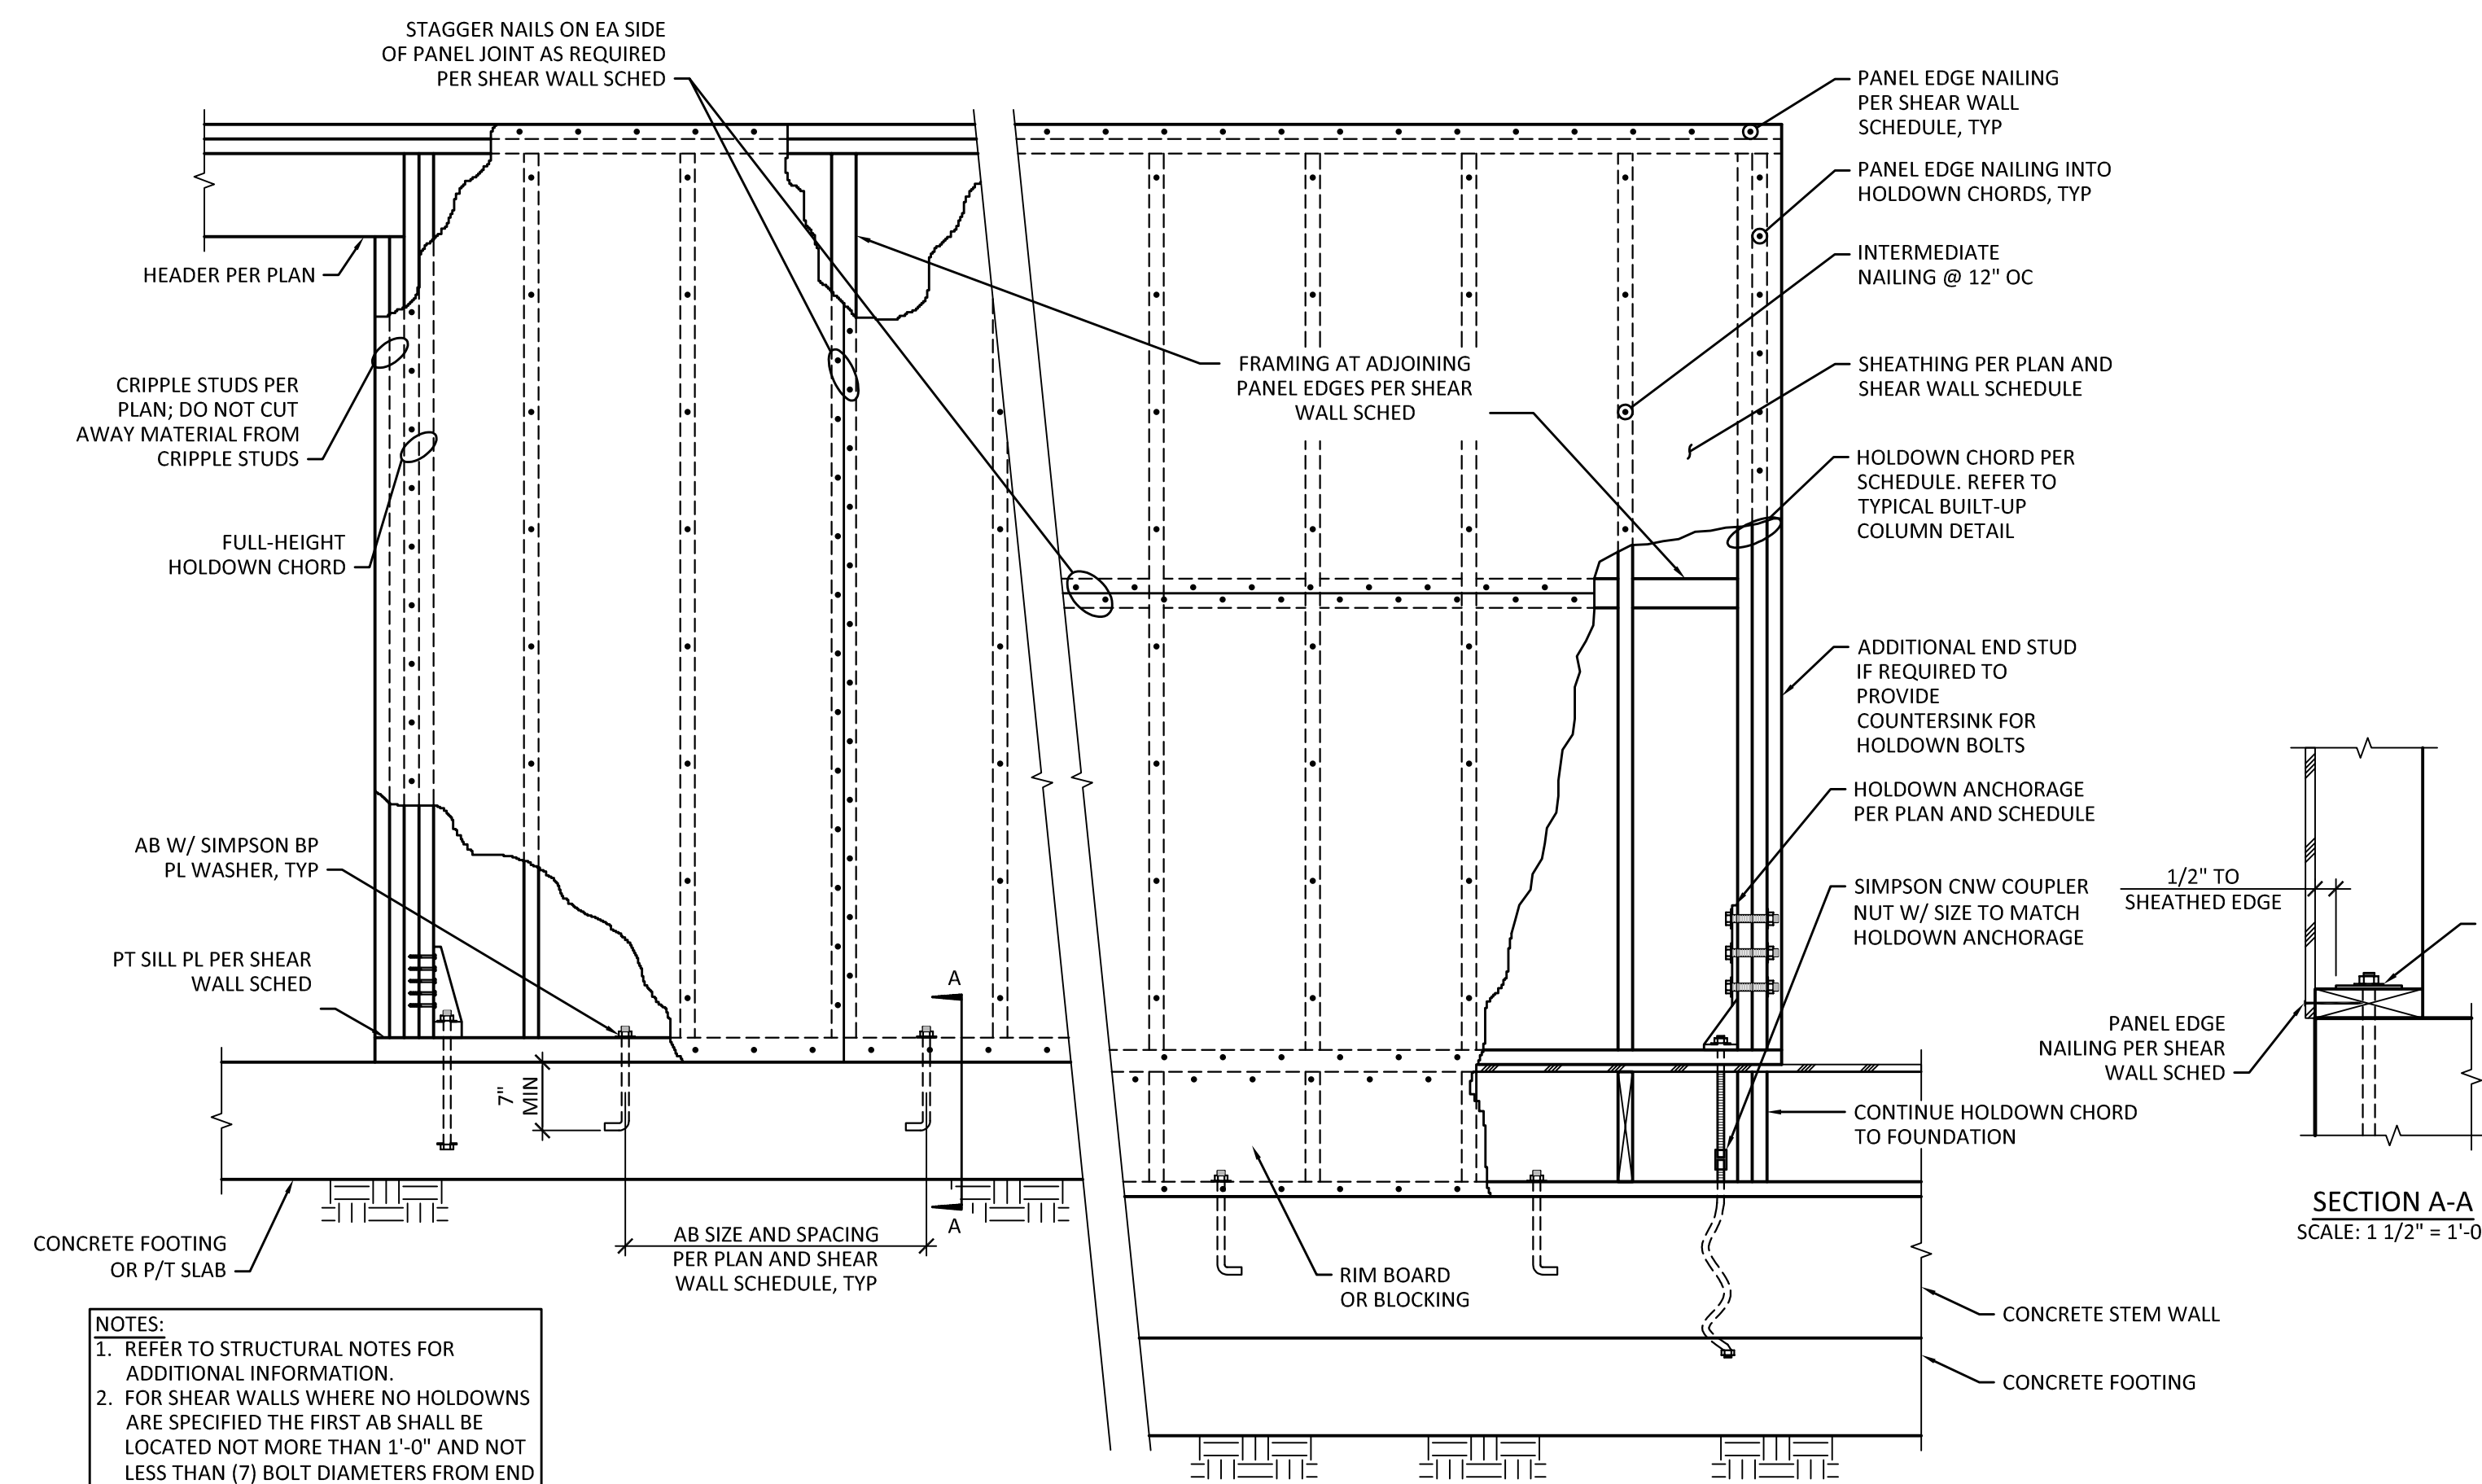 STAGGER NAILS ON EA SIDE
OF PANEL JOINT AS REQUIRED
PER SHEAR WALL SCHED
HEADER PER PLAN
CRIPPLE STUDS PER
PLAN; DO NOT CUT
AWAY MATERIAL FROM
CRIPPLE STUDS
FULL-HEIGHT
HOLDOWN CHORD
AB W/ SIMPSON BP
PL WASHER, TYP
PT SILL PL PER SHEAR
WALL SCHED
7"
MIN
CONCRETE FOOTING
OR P/T SLAB
A
A
AB SIZE AND SPACING
PER PLAN AND SHEAR
WALL SCHEDULE, TYP
FRAMING AT ADJOINING
PANEL EDGES PER SHEAR
WALL SCHED
RIM BOARD
OR BLOCKING
PANEL EDGE NAILING
PER SHEAR WALL
SCHEDULE, TYP
PANEL EDGE NAILING INTO
HOLDOWN CHORDS, TYP
INTERMEDIATE
NAILING @ 12" OC
SHEATHING PER PLAN AND
SHEAR WALL SCHEDULE
HOLDOWN CHORD PER
SCHEDULE. REFER TO
TYPICAL BUILT-UP
COLUMN DETAIL
ADDITIONAL END STUD
IF REQUIRED TO
PROVIDE
COUNTERSINK FOR
HOLDOWN BOLTS
HOLDOWN ANCHORAGE
PER PLAN AND SCHEDULE
SIMPSON CNW COUPLER
NUT W/ SIZE TO MATCH
HOLDOWN ANCHORAGE
CONTINUE HOLDOWN CHORD
TO FOUNDATION
CONCRETE STEM WALL
CONCRETE FOOTING
1/2" TO
SHEATHED EDGE
PANEL EDGE
NAILING PER SHEAR
WALL SCHED
SECTION A-A
SCALE: 1 1/2" = 1'-0
NOTES:
1. REFER TO STRUCTURAL NOTES FOR
ADDITIONAL INFORMATION.
2. FOR SHEAR WALLS WHERE NO HOLDOWNS
ARE SPECIFIED THE FIRST AB SHALL BE
LOCATED NOT MORE THAN 1'-0" AND NOT
LESS THAN (7) BOLT DIAMETERS FROM END